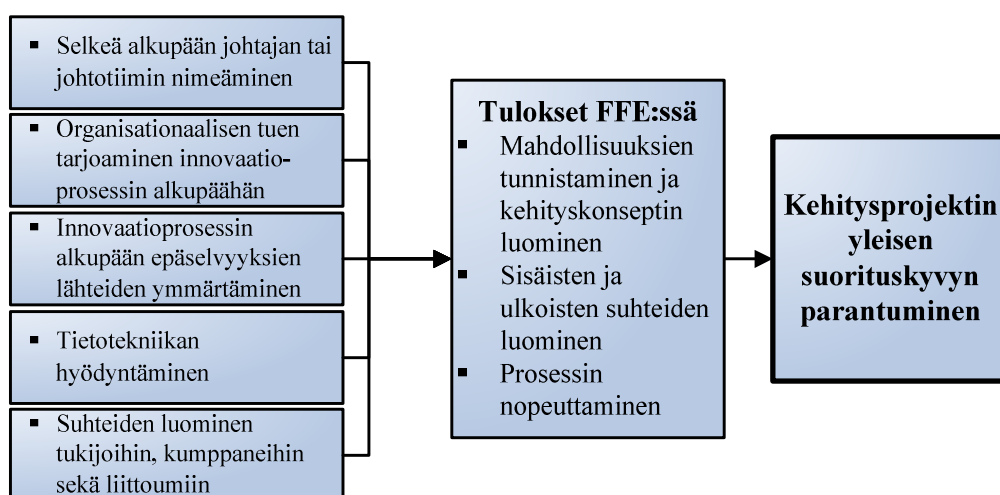 ▪ Selkeä alkupään johtajan tai
johtotiimin nimeäminen
▪ Organisationaalisen tuen
tarjoaminen innovaatio-
prosessin alkupäähän
▪ Innovaatioprosessin
alkupään epäselvyyksien
lähteiden ymmärtäminen
▪ Tietotekniikan
hyödyntäminen
▪ Suhteiden luominen
tukijoihin, kumppaneihin
sekä liittoumiin
Tulokset FFE:ssä
▪ Mahdollisuuksien
tunnistaminen ja
kehityskonseptin
luominen
▪ Sisäisten ja
ulkoisten suhteiden
luominen
▪ Prosessin
nopeuttaminen
Kehitysprojektin
yleisen
suorituskyvyn
parantuminen